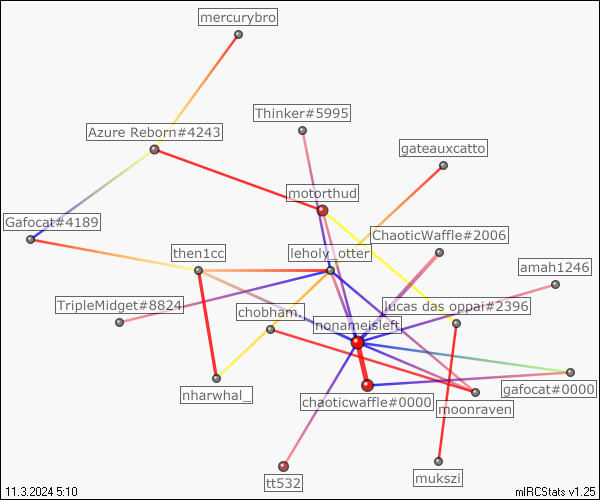 mercurybro
Thinker#5995
Azure Reborn#4243
gateauxcatto
motorthud
Gafocat#4189
ChaoticWaffle#2006
then1cc
leholy_otter
amah1246
TripleMidget#8824
chobham.
lucas das oppai#2396
nonameisleft
nharwhal_
chaoticwaffle#0000
moonraven
gafocat#0000
tt532
mukszi
11.3.2024 5:10
mIRCStats v1.25